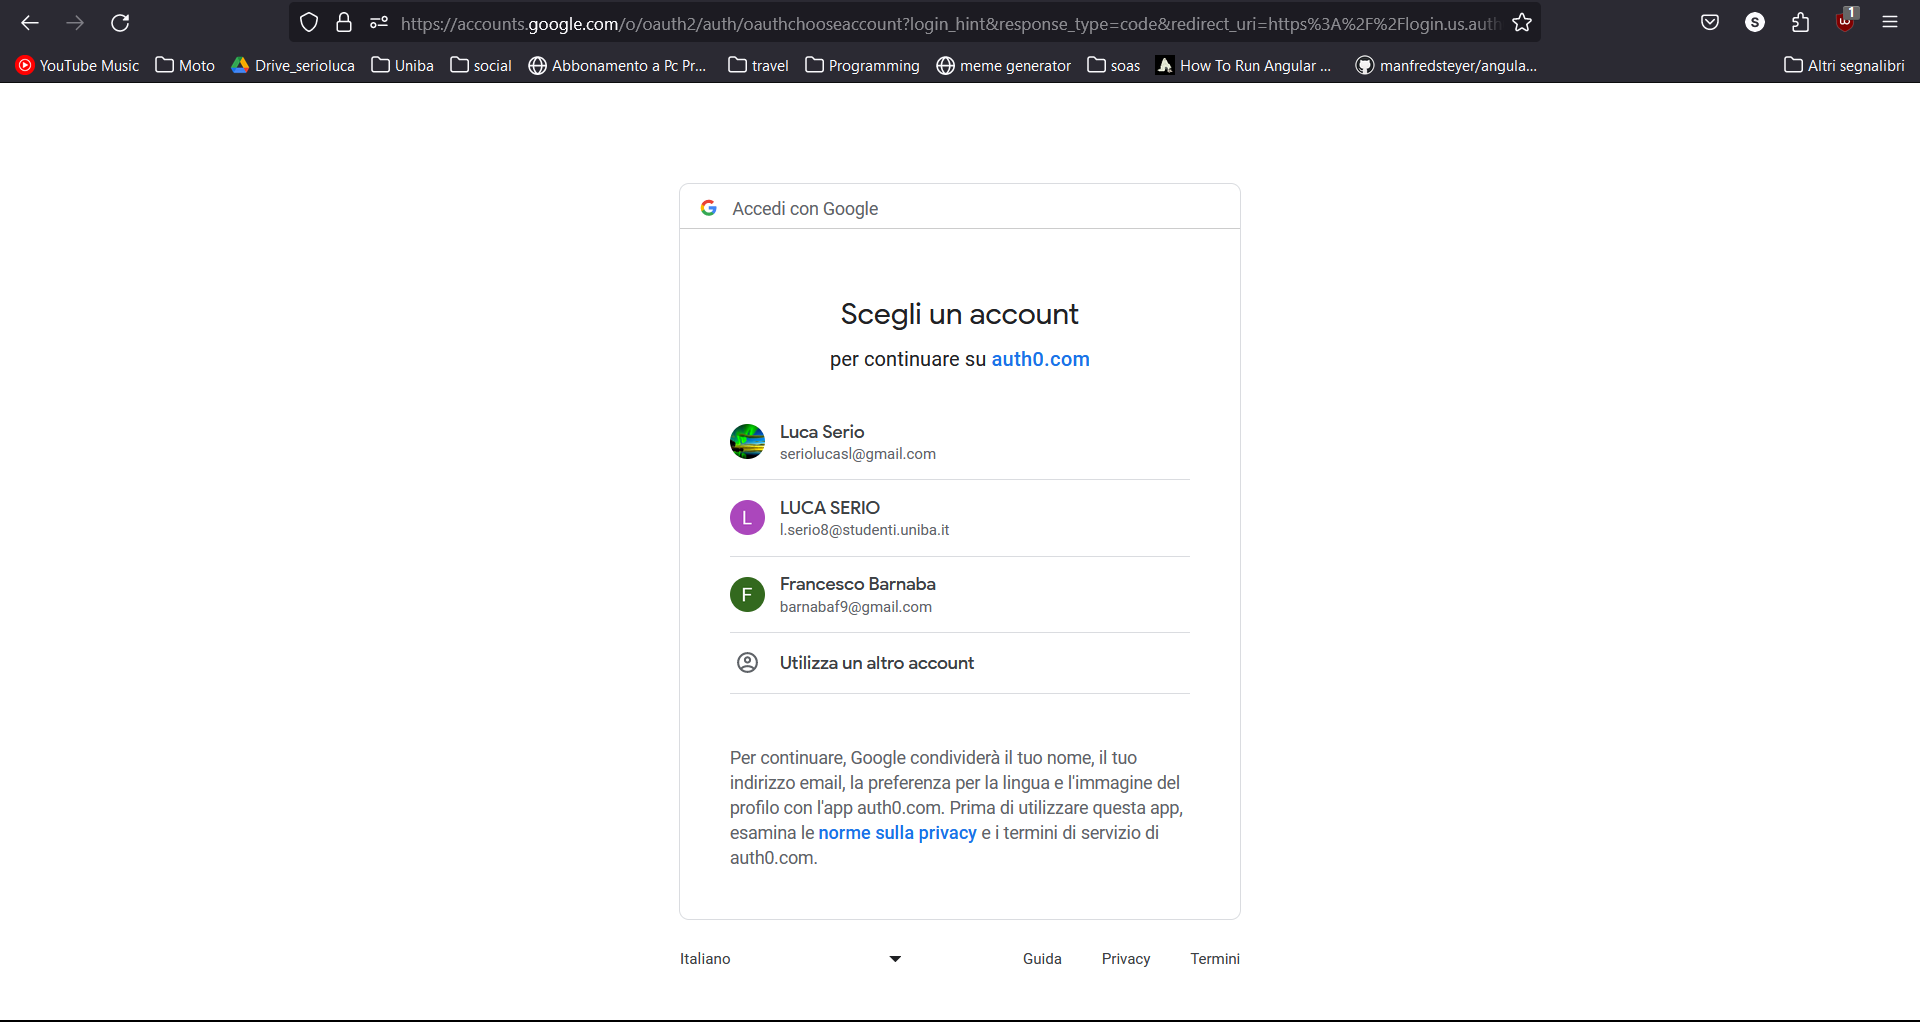 https://accounts.google.com/o/oauth2/auth/oauthchooseaccount?login_hint&response_type=code&redirect_uri=https%3A%2F%2Flogin.us.auth
1
YouTube Music Moto Drive_serioluca Uniba social Abbonamento a Pc Pr... travel Programming meme generator soas How To Run Angular ... manfredsteyer/angula... Altri segnalibri
Accedi con Google
Scegli un account
per continuare su auth0.com
Luca Serio
seriolucasl@gmail.com
L
LUCA SERIO
l.serio8@studenti.uniba.it
F
Francesco Barnaba
barnabaf9@gmail.com
Utilizza un altro account
Per continuare, Google condividerà il tuo nome, il tuo
indirizzo email, la preferenza per la lingua e l'immagine del
profilo con l'app auth0.com. Prima di utilizzare questa app,
esamina le norme sulla privacy e i termini di servizio di
auth0.com.
Italiano Guida Privacy Termini